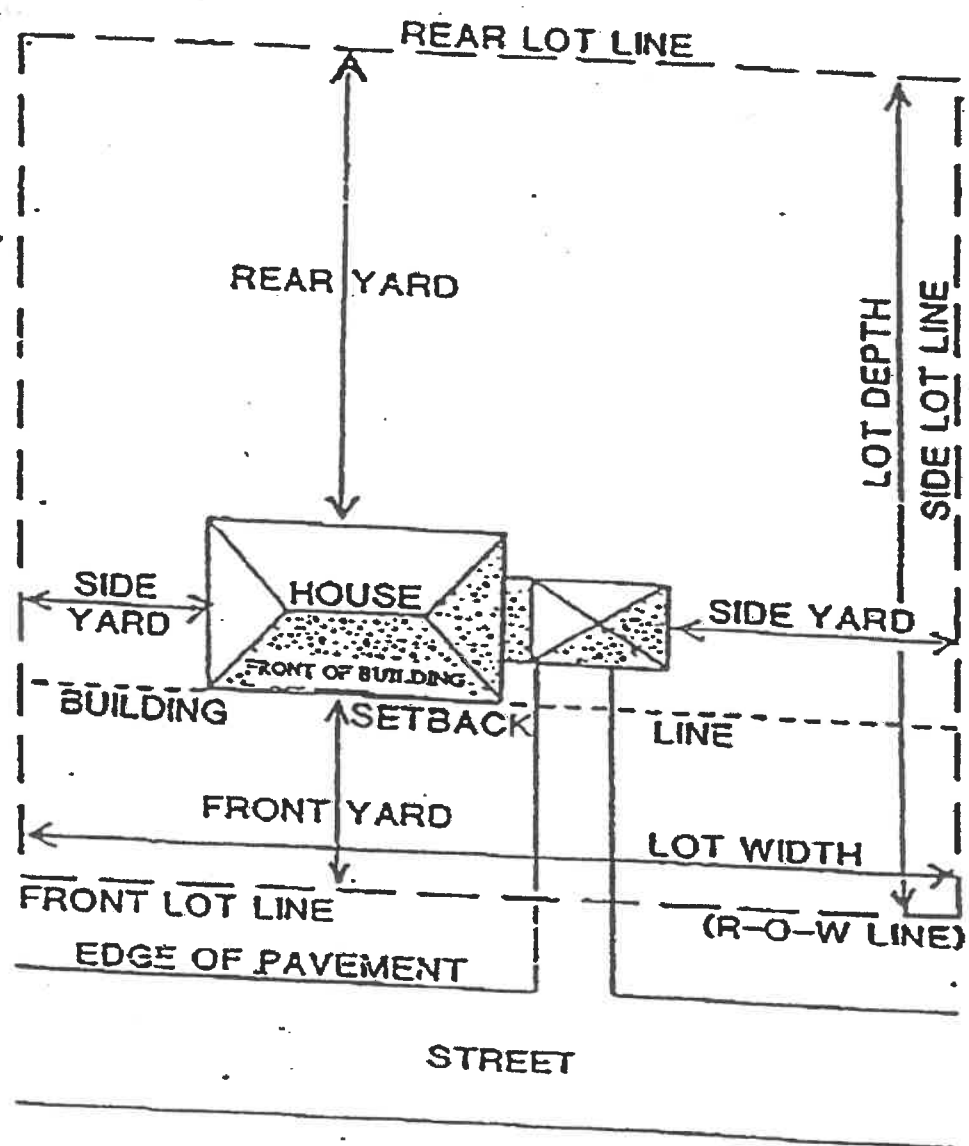 REAR LOT LINE
REAR YARD
LOT DEPTH
SIDE LOT LINE
SIDE
YARD
HOUSE
FRONT OF BUILDING
SIDE YARD
BUILDING
SETBACK
LINE
FRONT YARD
LOT WIDTH
FRONT LOT LINE
(R-O-W LINE)
EDGE OF PAVEMENT
STREET